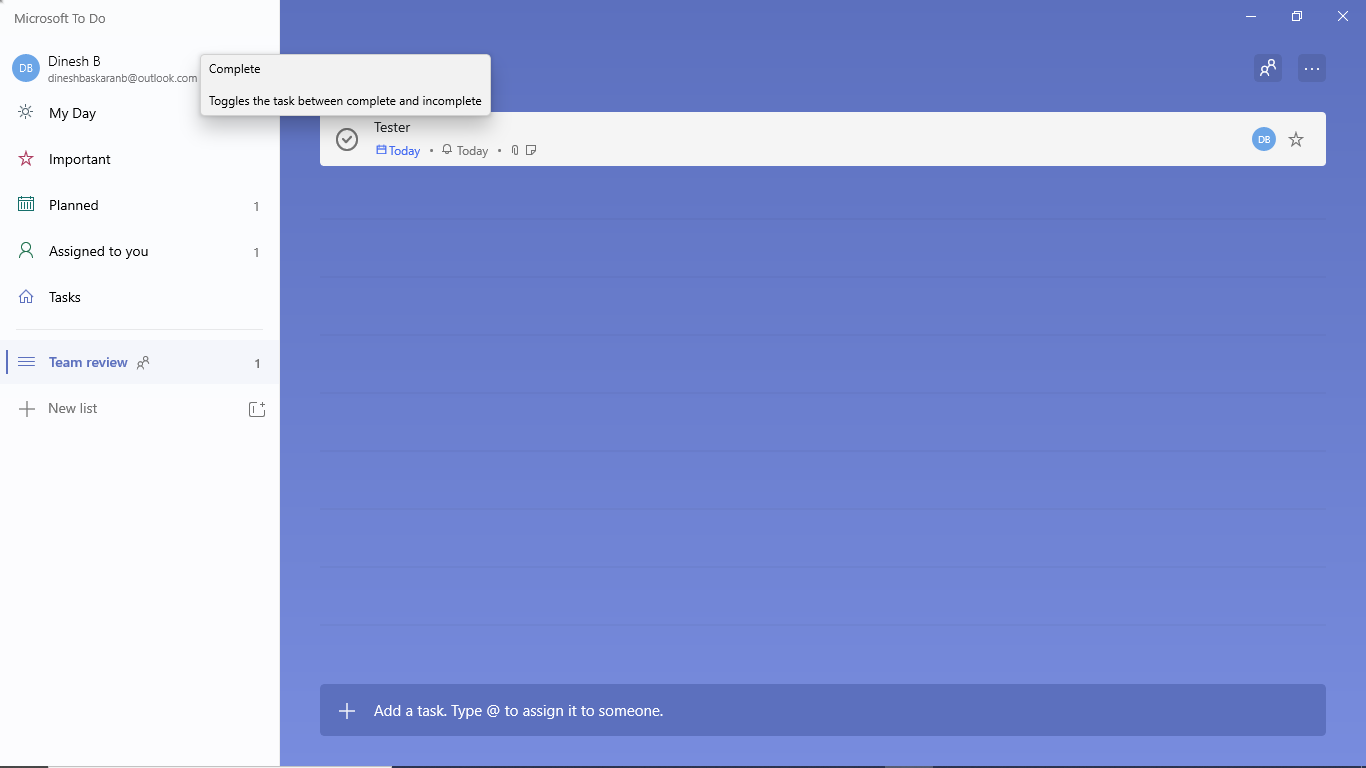 Microsoft To Do
DB
Dinesh B
dineshbaskaranb@outlook.com
Complete
Toggles the task between complete and incomplete
My Day
Important
Planned 1
Assigned to you 1
Tasks
Team review 1
New list
Tester
Today • Today •
DB
Add a task. Type @ to assign it to someone.